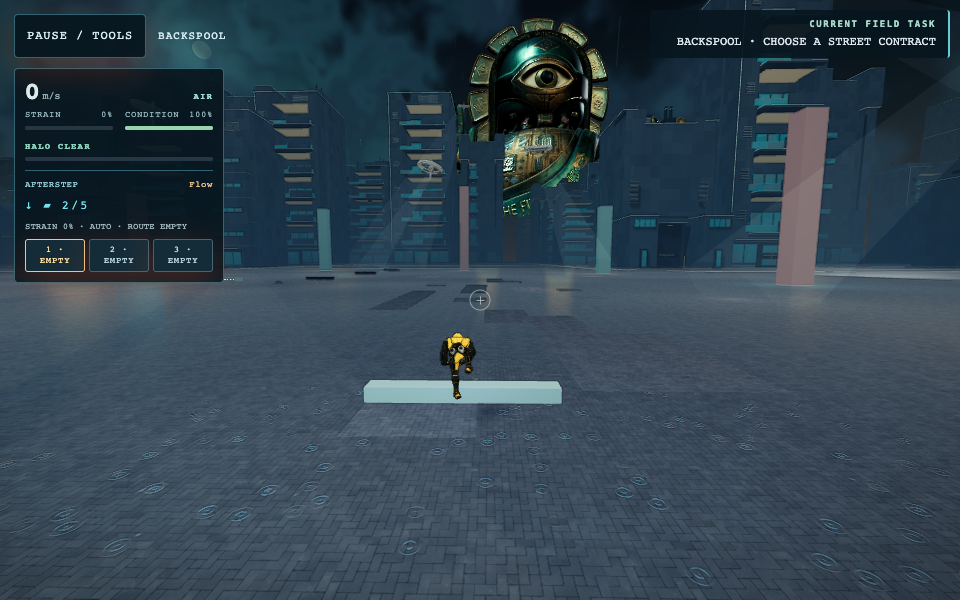 PAUSE / TOOLS
BACKSPOOL
CURRENT FIELD TASK
BACKSPOOL · CHOOSE A STREET CONTRACT
0 m/s
AIR
STRAIN 0%
CONDITION 100%
HALO CLEAR
AFTERSTEP
Flow
↓ ▰ 2/5
STRAIN 0% · AUTO · ROUTE EMPTY
1 · EMPTY
2 · EMPTY
3 · EMPTY